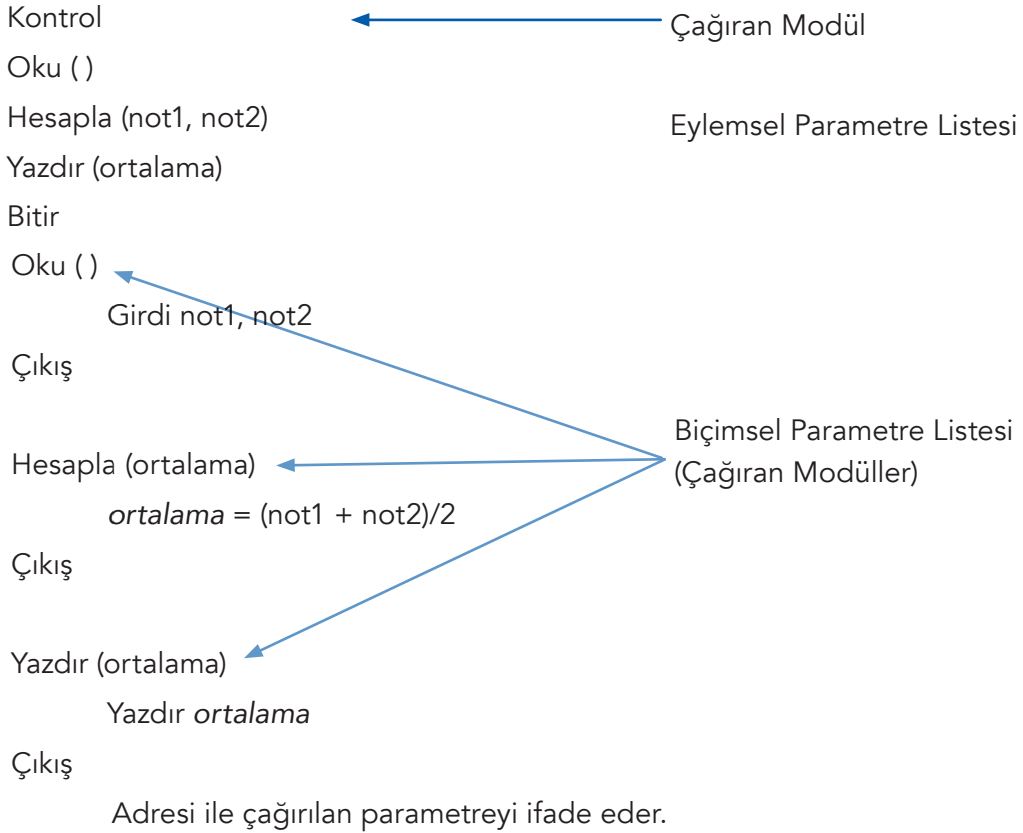 Kontrol
Çağıran Modül
Oku ( )
Hesapla (not1, not2)
Eylemsel Parametre Listesi
Yazdır (ortalama)
Bitir
Oku ( )
Girdi not1, not2
Çıkış
Biçimsel Parametre Listesi
(Çağıran Modüller)
Hesapla (ortalama)
ortalama = (not1 + not2)/2
Çıkış
Yazdır (ortalama)
Yazdır ortalama
Çıkış
Adresi ile çağırılan parametreyi ifade eder.